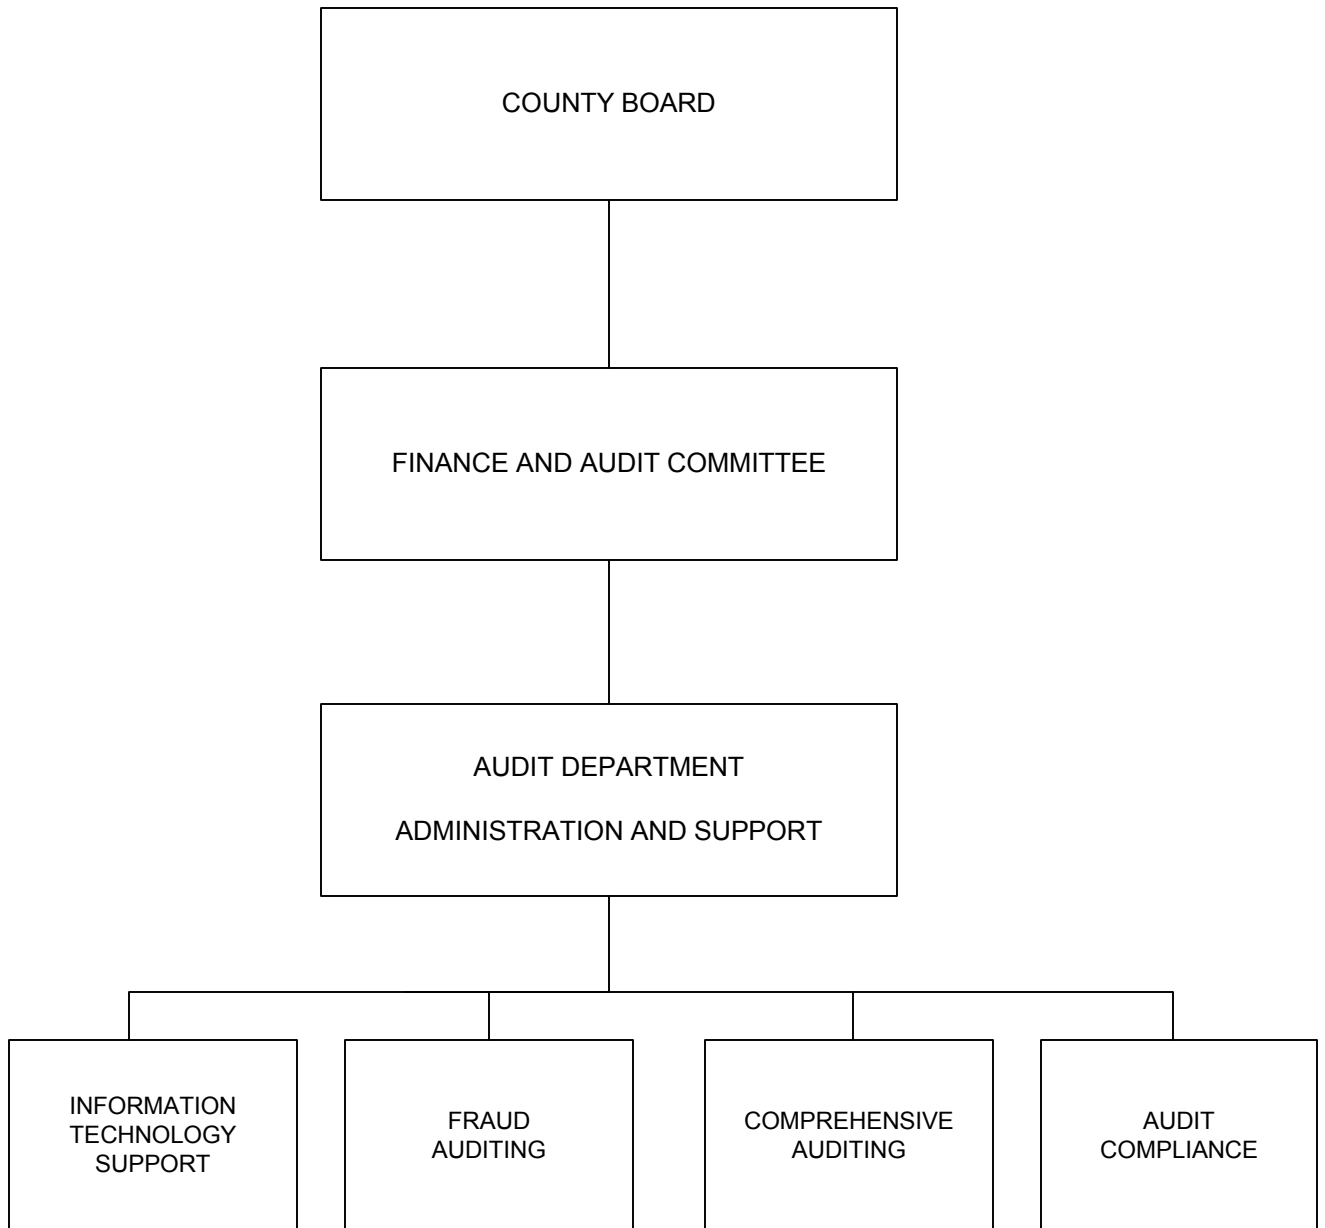 COUNTY BOARD
FINANCE AND AUDIT COMMITTEE
AUDIT DEPARTMENT
ADMINISTRATION AND SUPPORT
INFORMATION
TECHNOLOGY
SUPPORT
FRAUD
AUDITING
COMPREHENSIVE
AUDITING
AUDIT
COMPLIANCE